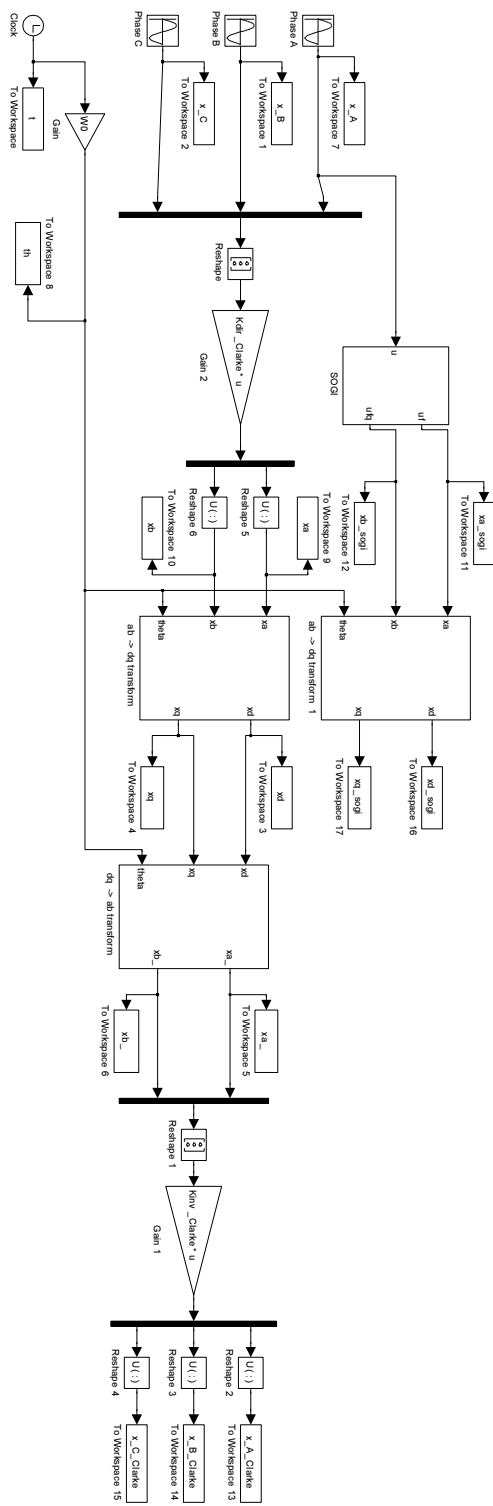 Phase A
Phase B
Phase C
Clock
x_A
To Workspace 7
x_B
To Workspace 1
x_C
To Workspace 2
t
To Workspace
W0
Gain
To Workspace 8
th
Reshape
Kdir _Clarke* u
Gain 2
u
uf
ufq
SOGI
xa_sogi
To Workspace 11
xb_sogi
To Workspace 12
U( : )
Reshape 5
U( : )
Reshape 6
To Workspace 9
xa
To Workspace 10
xb
xa
xb
theta
xd
xq
ab -> dq transform 1
xa
xb
theta
xd
xq
ab -> dq transform
xd_sogi
To Workspace 16
xq_sogi
To Workspace 17
xd
To Workspace 3
xq
To Workspace 4
xd
xq
theta
xa_
xb_
dq -> ab transform
xa_
To Workspace 5
xb_
To Workspace 6
Reshape 1
Kinv _Clarke* u
Gain 1
U( : )
Reshape 2
U( : )
Reshape 3
U( : )
Reshape 4
x_A_Clarke
To Workspace 13
x_B_Clarke
To Workspace 14
x_C_Clarke
To Workspace 15